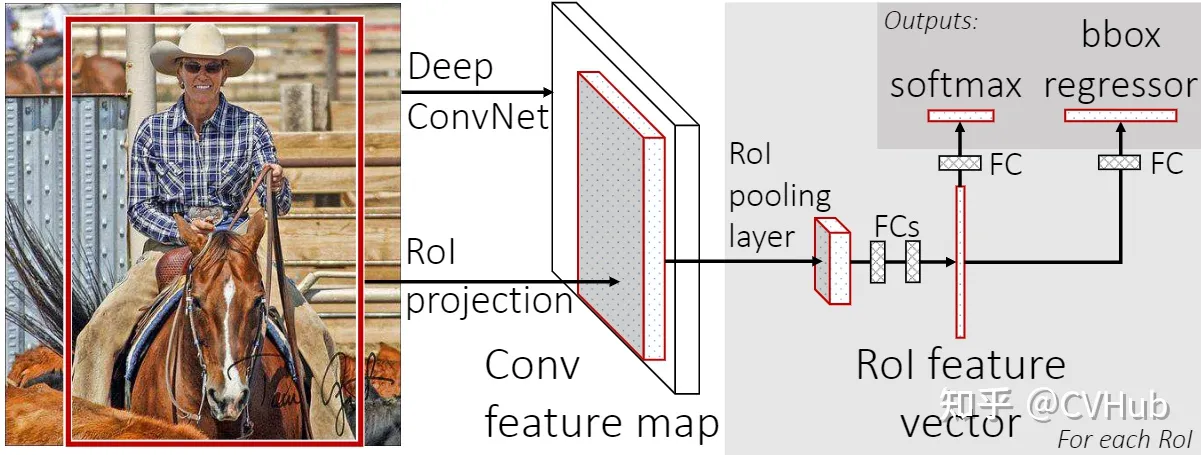 Deep
ConvNet
RoI
projection
Conv
feature map
RoI
pooling
layer
FCs
Outputs:
softmax
bbox
regressor
FC
FC
RoI feature
vector
For each RoI
知乎 @CVHub